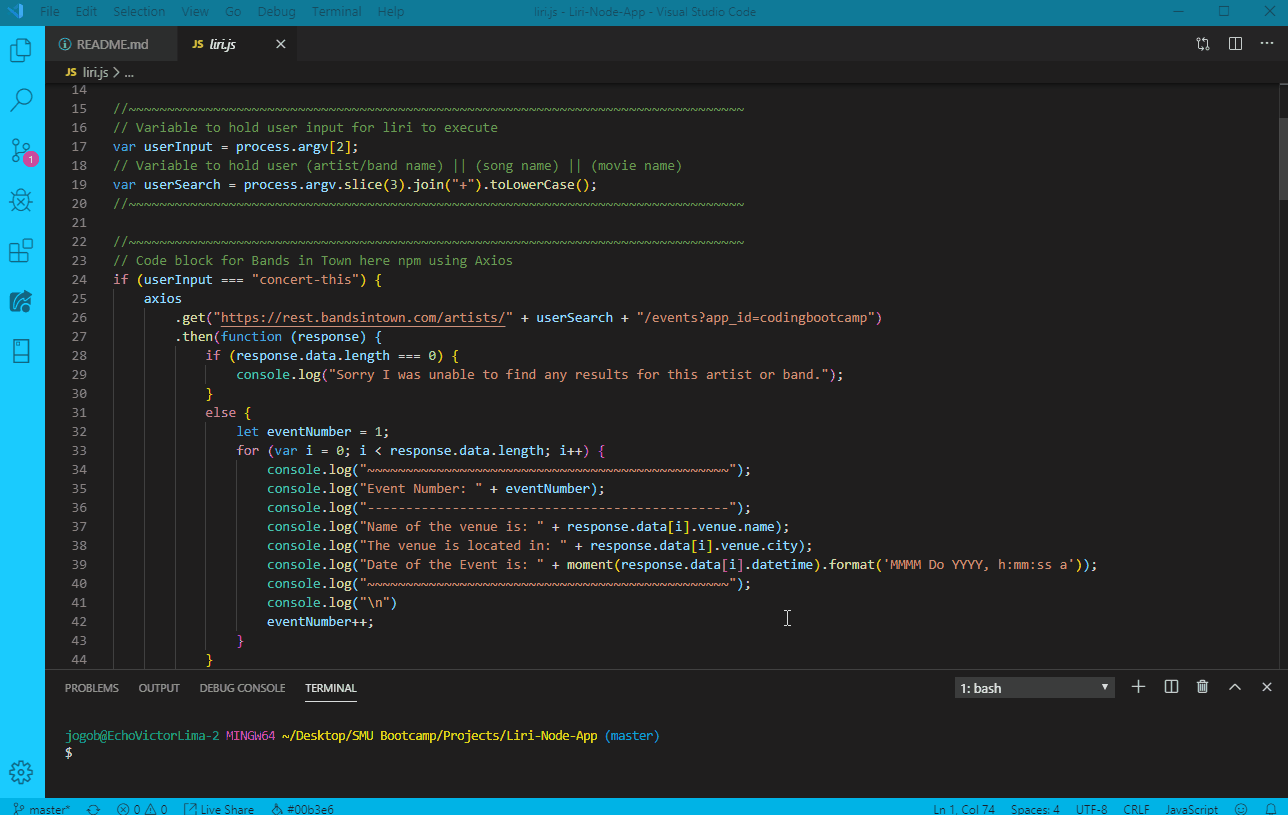 File Edit Selection View Go Debug Terminal Help liri.js - Liri-Node-App - Visual Studio Code
README.md JS liri.js
JS liri.js > ...
14
15 //~~~~~~~~~~~~~~~~~~~~~~~~~~~~~~~~~~~~~~~~~~~~~~~~~~~~~~~~~~~~~~~~~~~~~~~~~~~~~~~~
16 // Variable to hold user input for liri to execute
17 var userInput = process.argv[2];
18 // Variable to hold user (artist/band name) || (song name) || (movie name)
19 var userSearch = process.argv.slice(3).join("+").toLowerCase();
20 //~~~~~~~~~~~~~~~~~~~~~~~~~~~~~~~~~~~~~~~~~~~~~~~~~~~~~~~~~~~~~~~~~~~~~~~~~~~~~~~~
21
22 //~~~~~~~~~~~~~~~~~~~~~~~~~~~~~~~~~~~~~~~~~~~~~~~~~~~~~~~~~~~~~~~~~~~~~~~~~~~~~~~~
23 // Code block for Bands in Town here npm using Axios
24 if (userInput === "concert-this") {
25     axios
26         .get("https://rest.bandsintown.com/artists/" + userSearch + "/events?app_id=codingbootcamp")
27         .then(function (response) {
28             if (response.data.length === 0) {
29                 console.log("Sorry I was unable to find any results for this artist or band.");
30             }
31             else {
32                 let eventNumber = 1;
33                 for (var i = 0; i < response.data.length; i++) {
34                     console.log("~~~~~~~~~~~~~~~~~~~~~~~~~~~~~~~~~~~~~~~~~~~~~~~");
35                     console.log("Event Number: " + eventNumber);
36                     console.log("-----------------------------------------------");
37                     console.log("Name of the venue is: " + response.data[i].venue.name);
38                     console.log("The venue is located in: " + response.data[i].venue.city);
39                     console.log("Date of the Event is: " + moment(response.data[i].datetime).format('MMMM Do YYYY, h:mm:ss a'));
40                     console.log("~~~~~~~~~~~~~~~~~~~~~~~~~~~~~~~~~~~~~~~~~~~~~~~");
41                     console.log("\n")
42                     eventNumber++;
43                 }
44             }
PROBLEMS OUTPUT DEBUG CONSOLE TERMINAL 1: bash
jogob@EchoVictorLima-2 MINGW64 ~/Desktop/SMU Bootcamp/Projects/Liri-Node-App (master)
$
1
master* 0 0 Live Share #00b3e6 Ln 1, Col 74 Spaces: 4 UTF-8 CRLF JavaScript